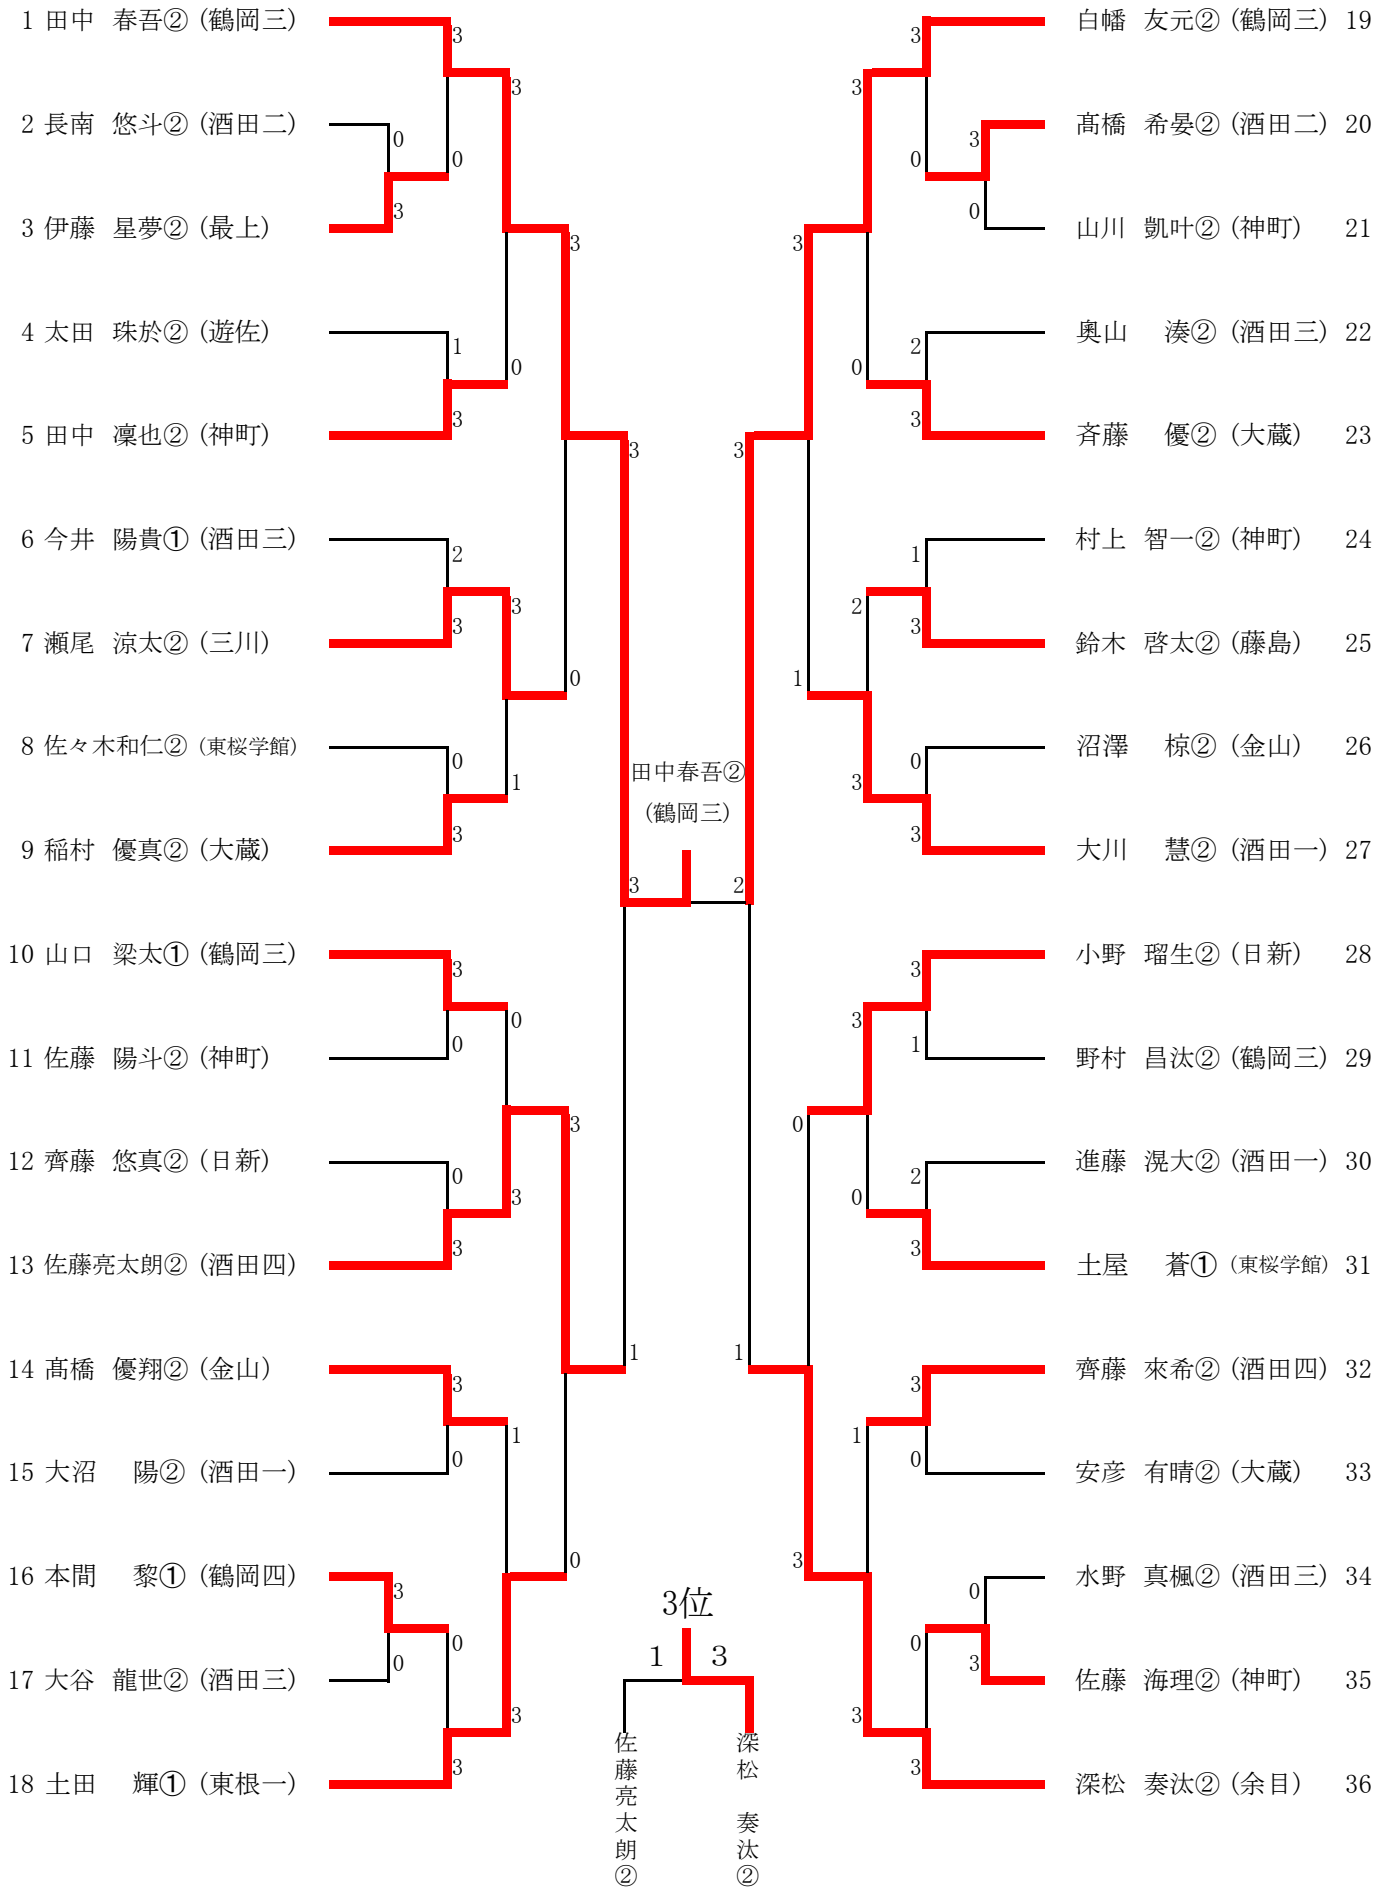 1 田中 春吾② (鶴岡三)
3
3
2 長南 悠斗② (酒田二)
0
0
3 伊藤 星夢② (最上)
3
3
4 太田 珠於② (遊佐)
1
0
5 田中 凜也② (神町)
3
3
6 今井 陽貴① (酒田三)
2
3
7 瀬尾 涼太② (三川)
3
0
8 佐々木和仁② (東桜学館)
0
1
9 稲村 優真② (大蔵)
3
3
10 山口 梁太① (鶴岡三)
3
0
11 佐藤 陽斗② (神町)
0
3
12 齊藤 悠真② (日新)
0
3
13 佐藤亮太朗② (酒田四)
3
1
14 髙橋 優翔② (金山)
3
1
15 大沼 陽② (酒田一)
0
0
16 本間 黎① (鶴岡四)
3
0
17 大谷 龍世② (酒田三)
0
3
18 土田 輝① (東根一)
3
田中春吾②
(鶴岡三)
白幡 友元② (鶴岡三) 19
3
3
髙橋 希晏② (酒田二) 20
3
0
山川 凱叶② (神町) 21
0
3
奥山 湊② (酒田三) 22
2
0
斉藤 優② (大蔵) 23
3
3
村上 智一② (神町) 24
1
2
鈴木 啓太② (藤島) 25
3
1
沼澤 椋② (金山) 26
0
3
大川 慧② (酒田一) 27
3
2
小野 瑠生② (日新) 28
3
3
野村 昌汰② (鶴岡三) 29
1
0
進藤 滉大② (酒田一) 30
2
0
土屋 蒼① (東桜学館) 31
3
1
齊藤 來希② (酒田四) 32
3
1
安彦 有晴② (大蔵) 33
0
3
水野 真楓② (酒田三) 34
0
0
佐藤 海理② (神町) 35
3
3
深松 奏汰② (余目) 36
3
3位
1 3
佐藤亮太朗②
深松 奏汰②